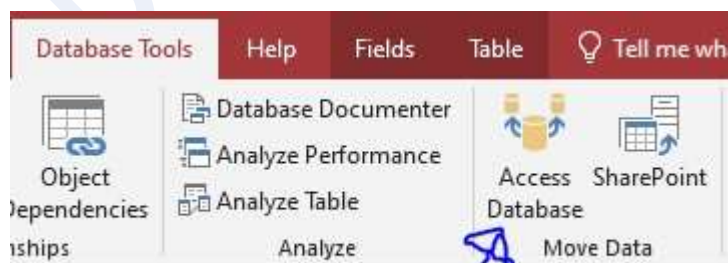 Database Tools Help Fields Table Tell me wh
Database Documenter
Analyze Performance
Analyze Table
Object
Dependencies
nships
Analyze
Access
Database
SharePoint
Move Data